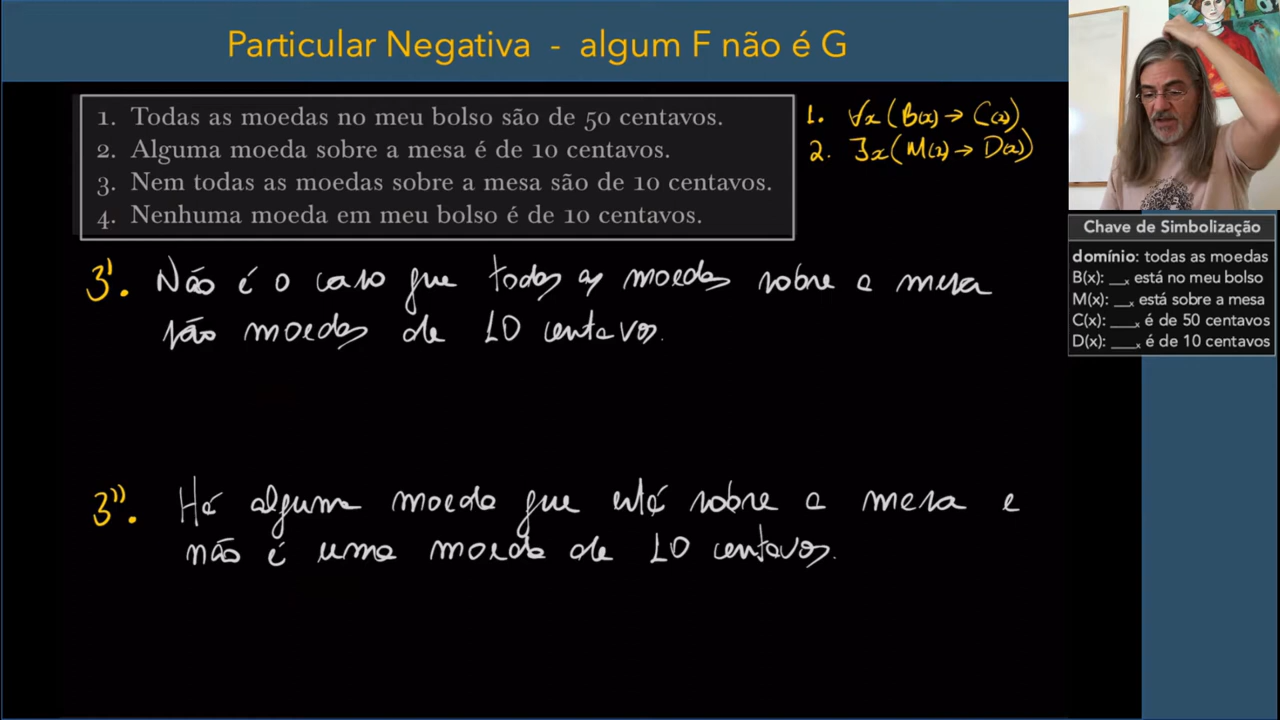 Particular Negativa - algum F não é G
1. Todas as moedas no meu bolso são de 50 centavos.
2. Alguma moeda sobre a mesa é de 10 centavos.
3. Nem todas as moedas sobre a mesa são de 10 centavos.
4. Nenhuma moeda em meu bolso é de 10 centavos.
1. ∀x(B(x)→C(x))
2. ∃x(M(x)→D(x))
Chave de Simbolização
domínio: todas as moedas
B(x): __ₓ está no meu bolso
M(x): __ₓ está sobre a mesa
C(x): ___ₓ é de 50 centavos
D(x): ___ₓ é de 10 centavos
3'. Não é o caso que todas as moedas sobre a mesa
são moedas de 10 centavos.
3''. Há alguma moeda que está sobre a mesa e
não é uma moeda de 10 centavos.